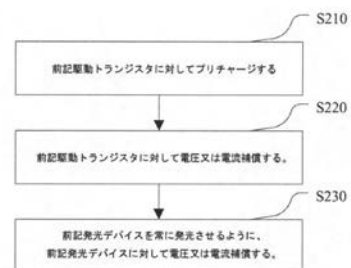 S210
前記駆動トランジスタに対してプリチャージする
S220
前記駆動トランジスタに対して電圧又は電流補償する。
S230
前記発光デバイスを常に発光させるように、
前記発光デバイスに対して電圧又は電流補償する。